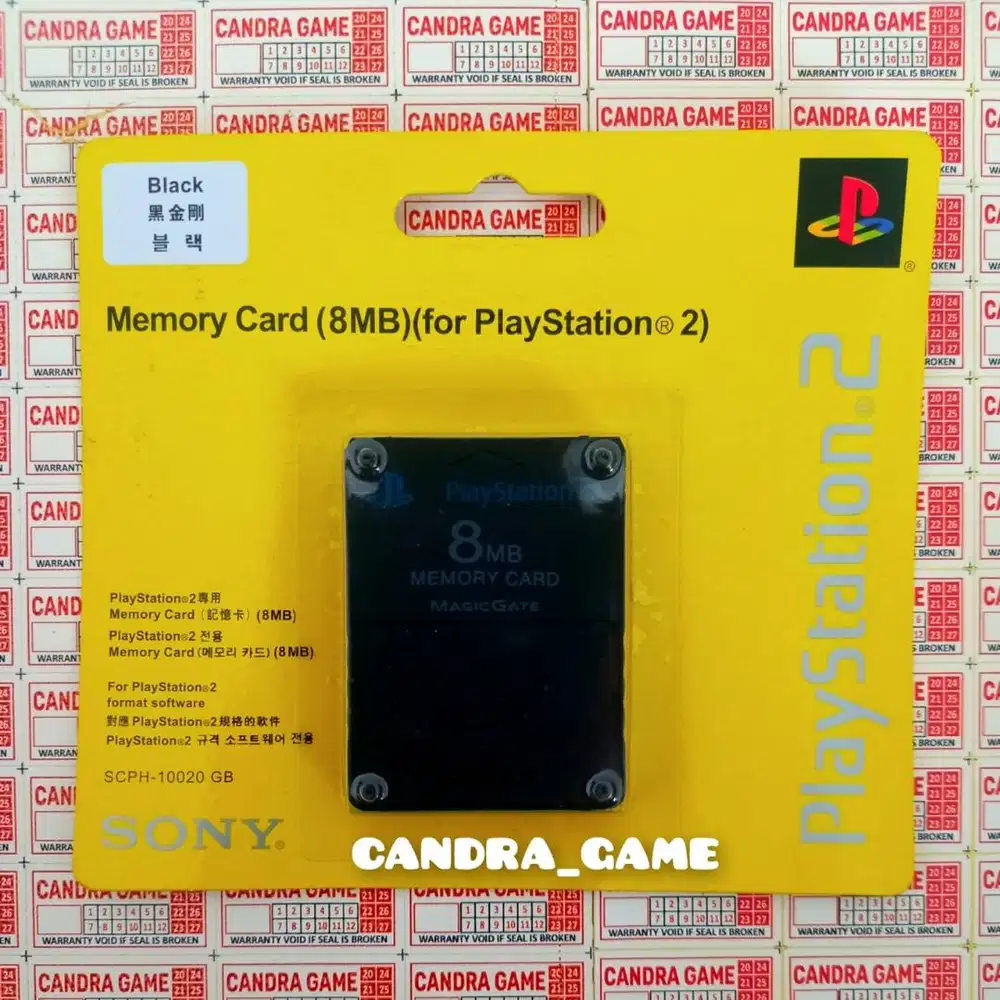 CANDRA GAME
WARRANTY VOID IF SEAL IS BROKEN
Black
黑金剛
블랙
CANDRA GAME
Memory Card (8MB)(for PlayStation® 2)
PlayStation®2
PlayStation
8MB
MEMORY CARD
MAGICGATE
PlayStation®2專用
Memory Card (記憶卡) (8MB)
PlayStation®2 전용
Memory Card (메모리 카드) (8MB)
For PlayStation®2
format software
對應 PlayStation®2規格的軟件
PlayStation®2 규격 소프트웨어 전용
SCPH-10020 GB
SONY®
CANDRA_GAME